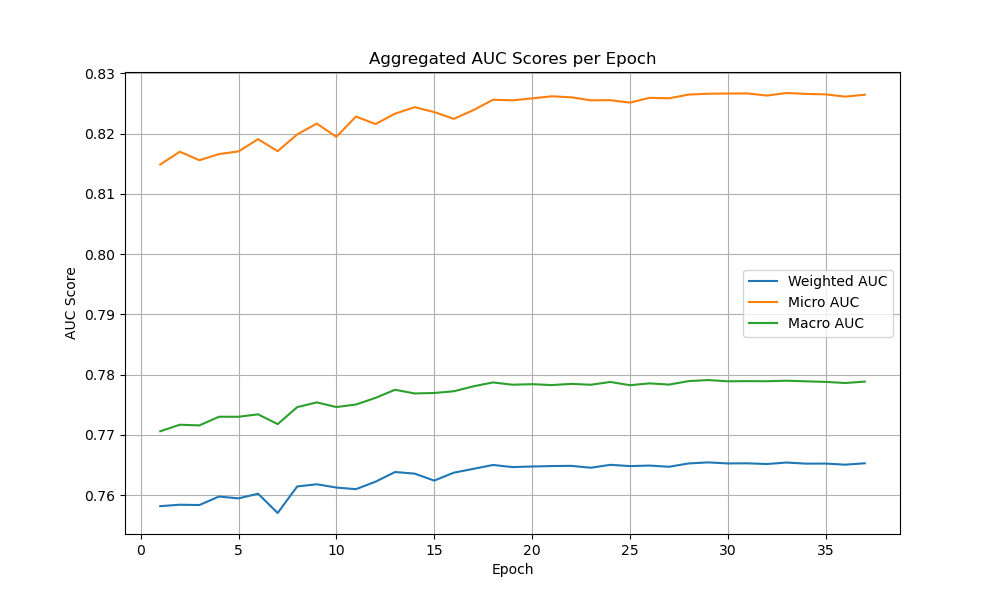 Aggregated AUC Scores per Epoch
AUC Score
0.83
0.82
0.81
0.80
0.79
0.78
0.77
0.76
Weighted AUC
Micro AUC
Macro AUC
0 5 10 15 20 25 30 35
Epoch